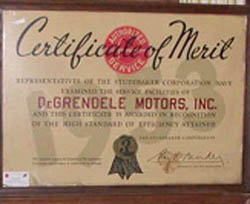 Certificate of Merit
AUTHORIZED
SERVICE
REPRESENTATIVES OF THE STUDEBAKER CORPORATION HAVE
EXAMINED THE SERVICE FACILITIES OF
DeGRENDELE MOTORS, INC.
AND THIS CERTIFICATE IS AWARDED IN RECOGNITION
OF THE HIGH STANDARD OF EFFICIENCY ATTAINED
THE STUDEBAKER CORPORATION